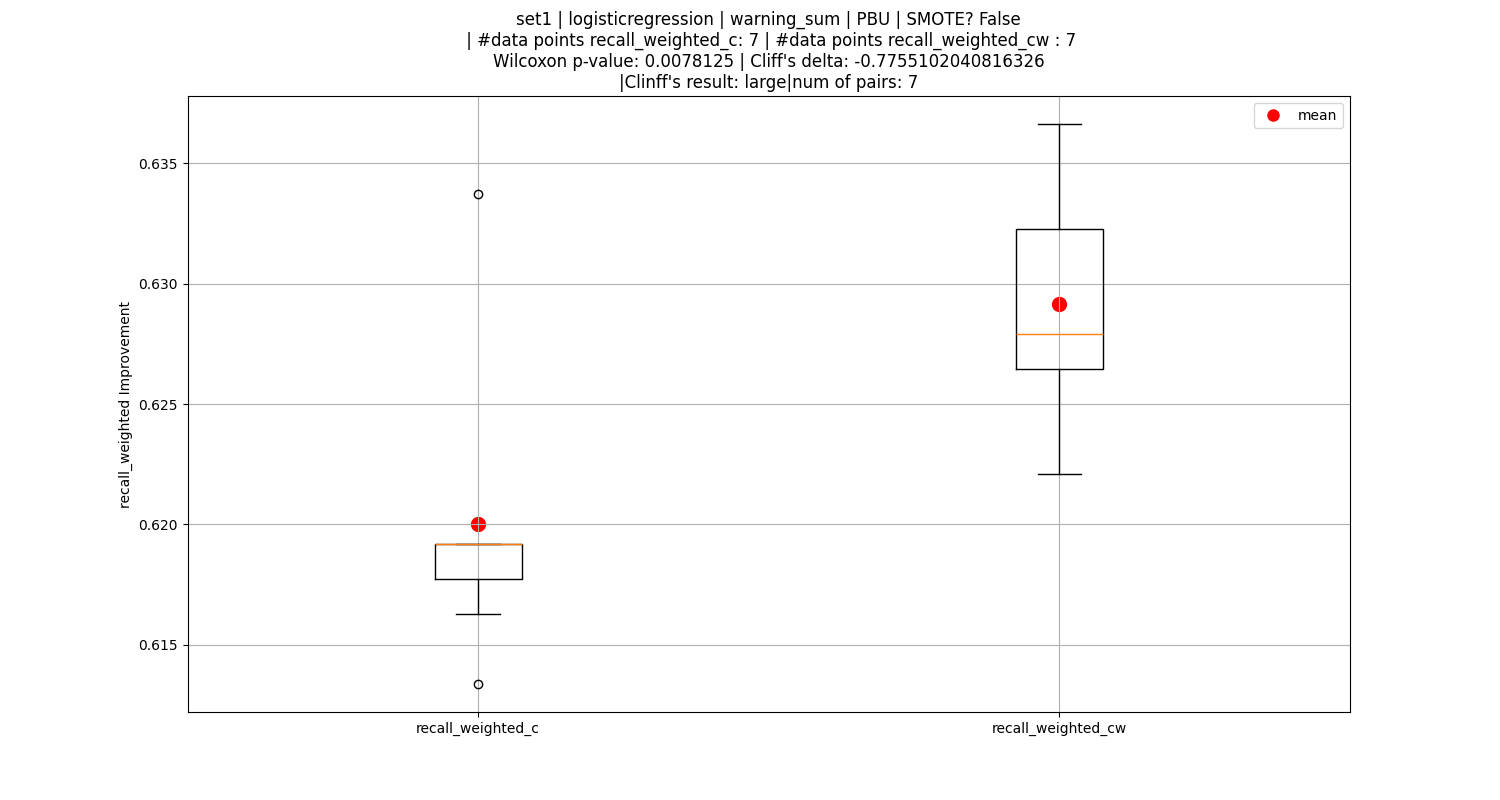 set1 | logisticregression | warning_sum | PBU | SMOTE? False
| #data points recall_weighted_c: 7 | #data points recall_weighted_cw : 7
Wilcoxon p-value: 0.0078125 | Cliff's delta: -0.7755102040816326
|Clinff's result: large|num of pairs: 7
mean
recall_weighted Improvement
0.635
0.630
0.625
0.620
0.615
recall_weighted_c
recall_weighted_cw